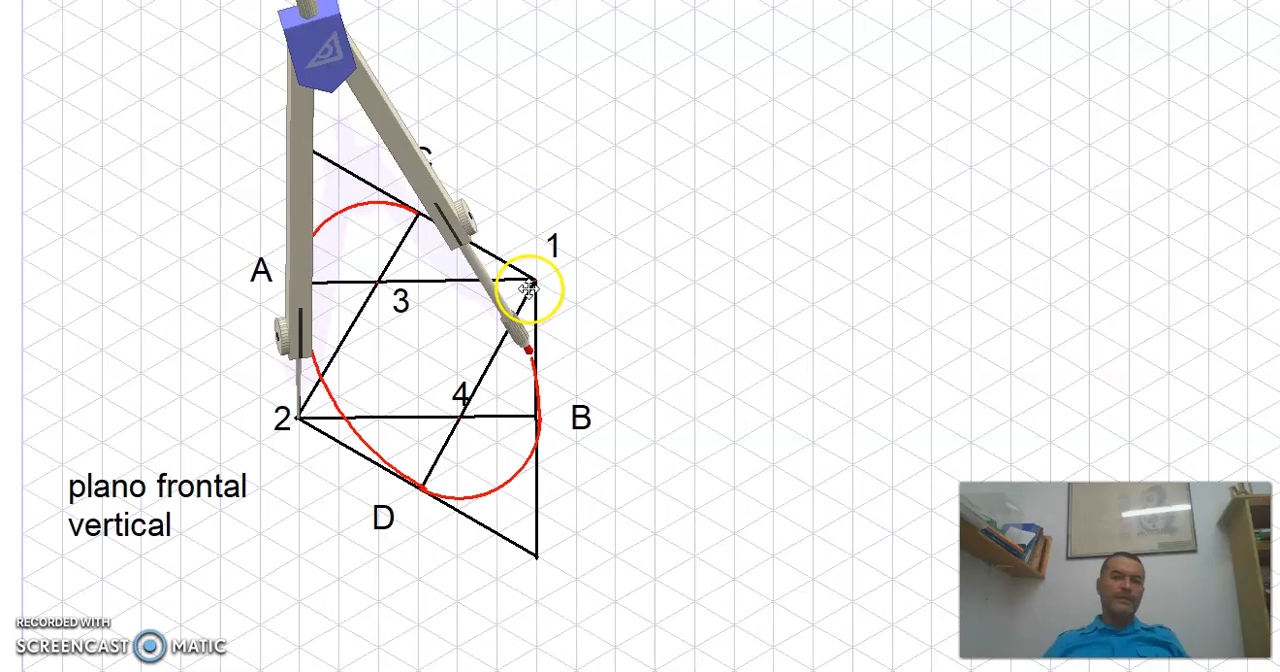 C
1
A
3
4
2
B
plano frontal
vertical
D
RECORDED WITH
SCREENCAST MATIC